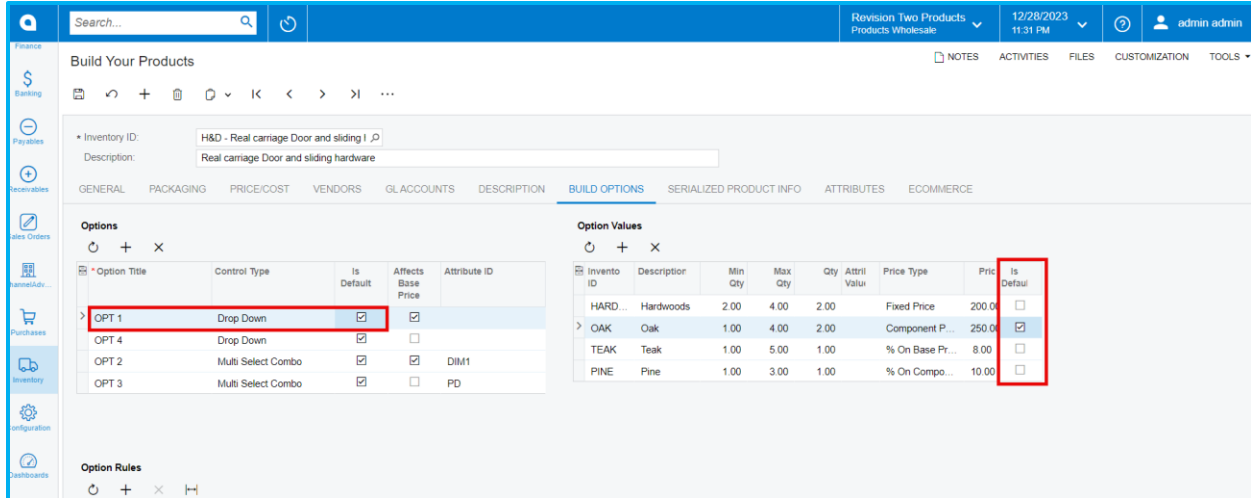 Search...
Revision Two Products
Products Wholesale
12/28/2023
11:31 PM
admin admin
Finance
Banking
Payables
Receivables
Sales Orders
ChannelAdv...
Purchases
Inventory
Configuration
Dashboards
Build Your Products
NOTES ACTIVITIES FILES CUSTOMIZATION TOOLS
* Inventory ID: H&D - Real carriage Door and sliding l
Description: Real carriage Door and sliding hardware
GENERAL PACKAGING PRICE/COST VENDORS GL ACCOUNTS DESCRIPTION BUILD OPTIONS SERIALIZED PRODUCT INFO ATTRIBUTES ECOMMERCE
Options
* Option Title Control Type Is Default Affects Base Price Attribute ID
OPT 1 Drop Down
OPT 4 Drop Down
OPT 2 Multi Select Combo DIM1
OPT 3 Multi Select Combo PD
Option Values
Invento ID Description Min Qty Max Qty Qty Attril Valu Price Type Pric Is Defaul
HARD... Hardwoods 2.00 4.00 2.00 Fixed Price 200.00
OAK Oak 1.00 4.00 2.00 Component P... 250.00
TEAK Teak 1.00 5.00 1.00 % On Base Pr... 8.00
PINE Pine 1.00 3.00 1.00 % On Compo... 10.00
Option Rules